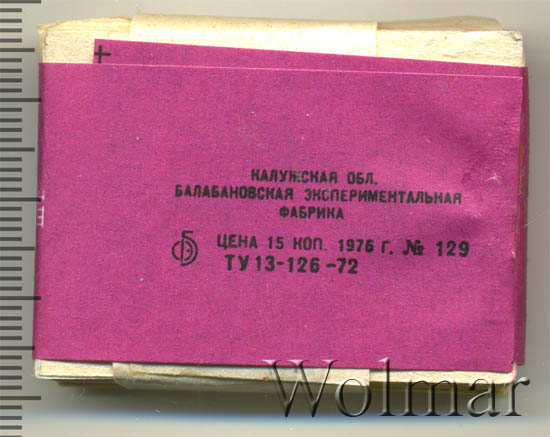 КАЛУЖСКАЯ ОБЛ.
БАЛАБАНОВСКАЯ ЭКСПЕРИМЕНТАЛЬНАЯ
ФАБРИКА
ЦЕНА 15 КОП. 1976 Г. № 129
ТУ 13-126-72
Wolmar